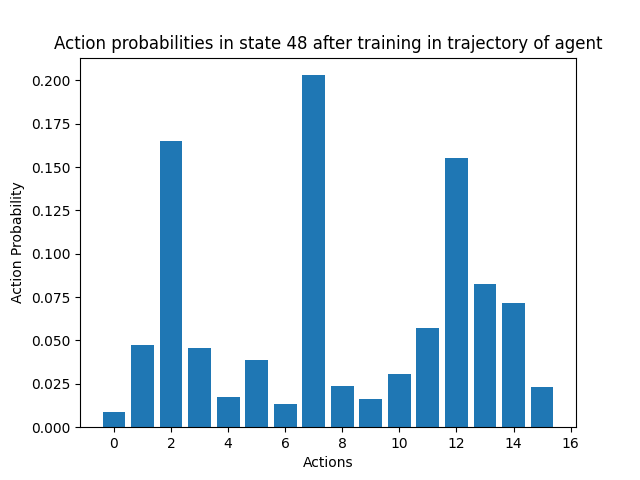 Action probabilities in state 48 after training in trajectory of agent
0.200
0.175
0.150
0.125
0.100
0.075
0.050
0.025
0.000
Action Probability
0 2 4 6 8 10 12 14 16
Actions